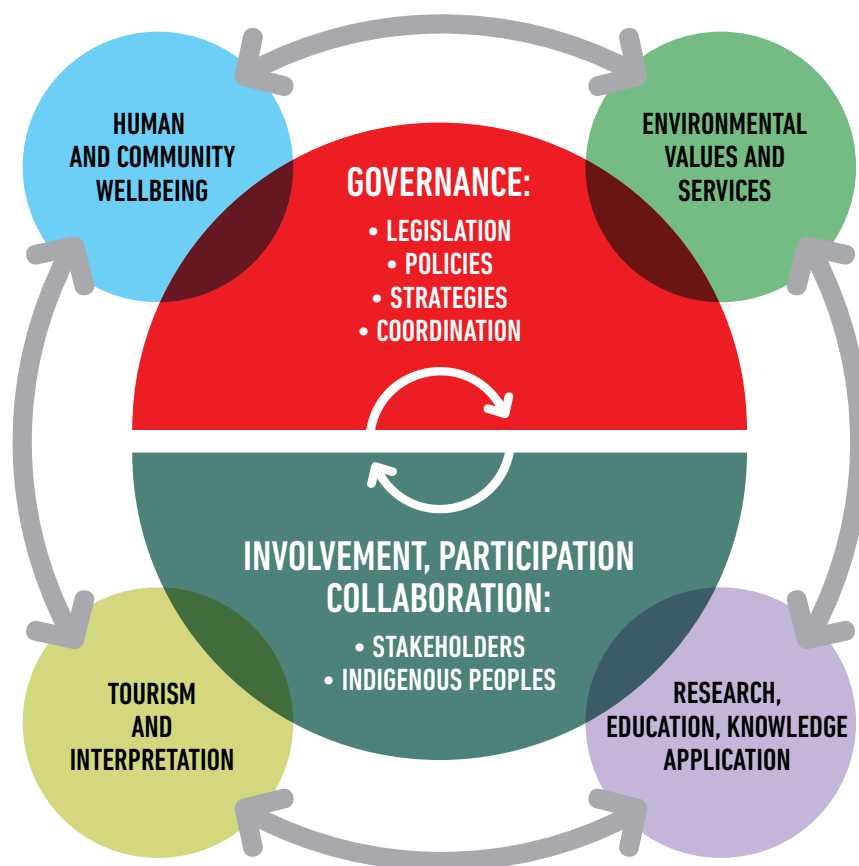 HUMAN
AND COMMUNITY
WELLBEING
ENVIRONMENTAL
VALUES AND
SERVICES
GOVERNANCE:
• LEGISLATION
• POLICIES
• STRATEGIES
• COORDINATION
INVOLVEMENT, PARTICIPATION
COLLABORATION:
• STAKEHOLDERS
• INDIGENOUS PEOPLES
TOURISM
AND
INTERPRETATION
RESEARCH,
EDUCATION, KNOWLEDGE
APPLICATION